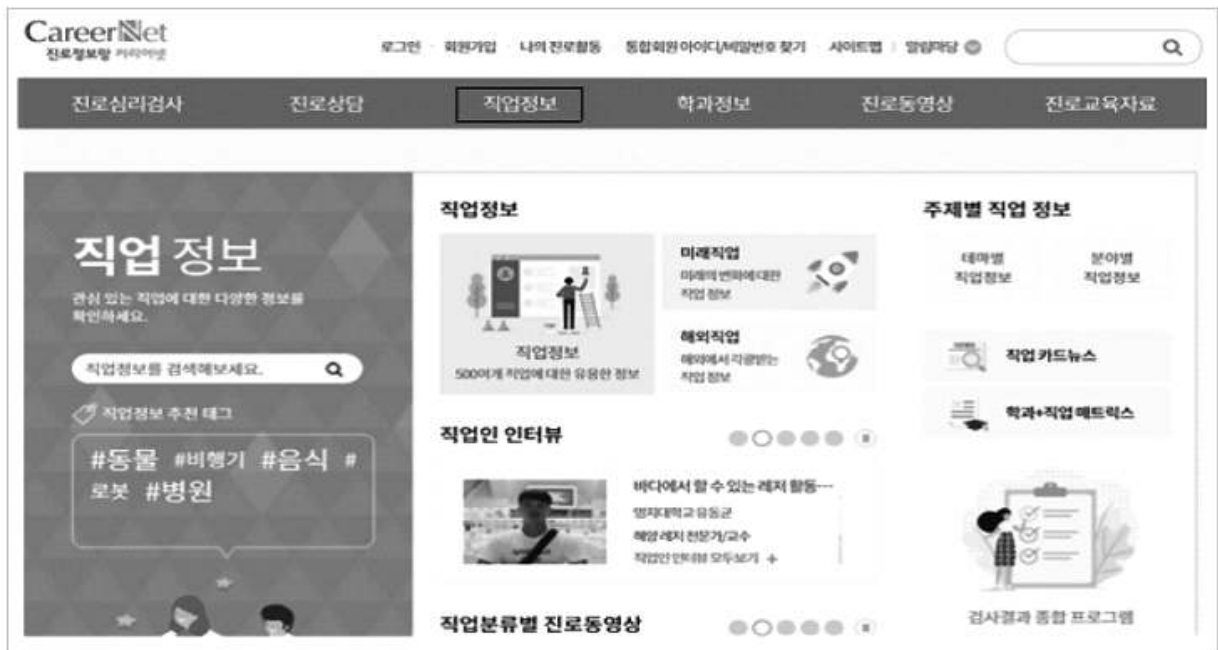 CareerNet
진로정보망 커리어넷
로그인 회원가입 나의 진로활동 통합회원 아이디/비밀번호 찾기 사이트맵 알림마당
진로심리검사 진로상담 직업정보 학과정보 진로동영상 진로교육자료
직업 정보
관심 있는 직업에 대한 다양한 정보를
확인하세요.
직업정보를 검색해보세요.
직업정보 추천 태그
#동물 #비행기 #음식 #
로봇 #병원
직업정보
직업정보
500여개 직업에 대한 유용한 정보
미래직업
미래의 변화에 대한
직업 정보
해외직업
해외에서 각광받는
직업 정보
직업인 인터뷰
바다에서 할 수 있는 레저 활동…
명지대학교 유동균
해양 레저 전문가/교수
직업인 인터뷰 모두보기 +
직업분류별 진로동영상
주제별 직업 정보
테마별
직업정보
분야별
직업정보
직업 카드뉴스
학과+직업 매트릭스
검사결과 종합 프로그램